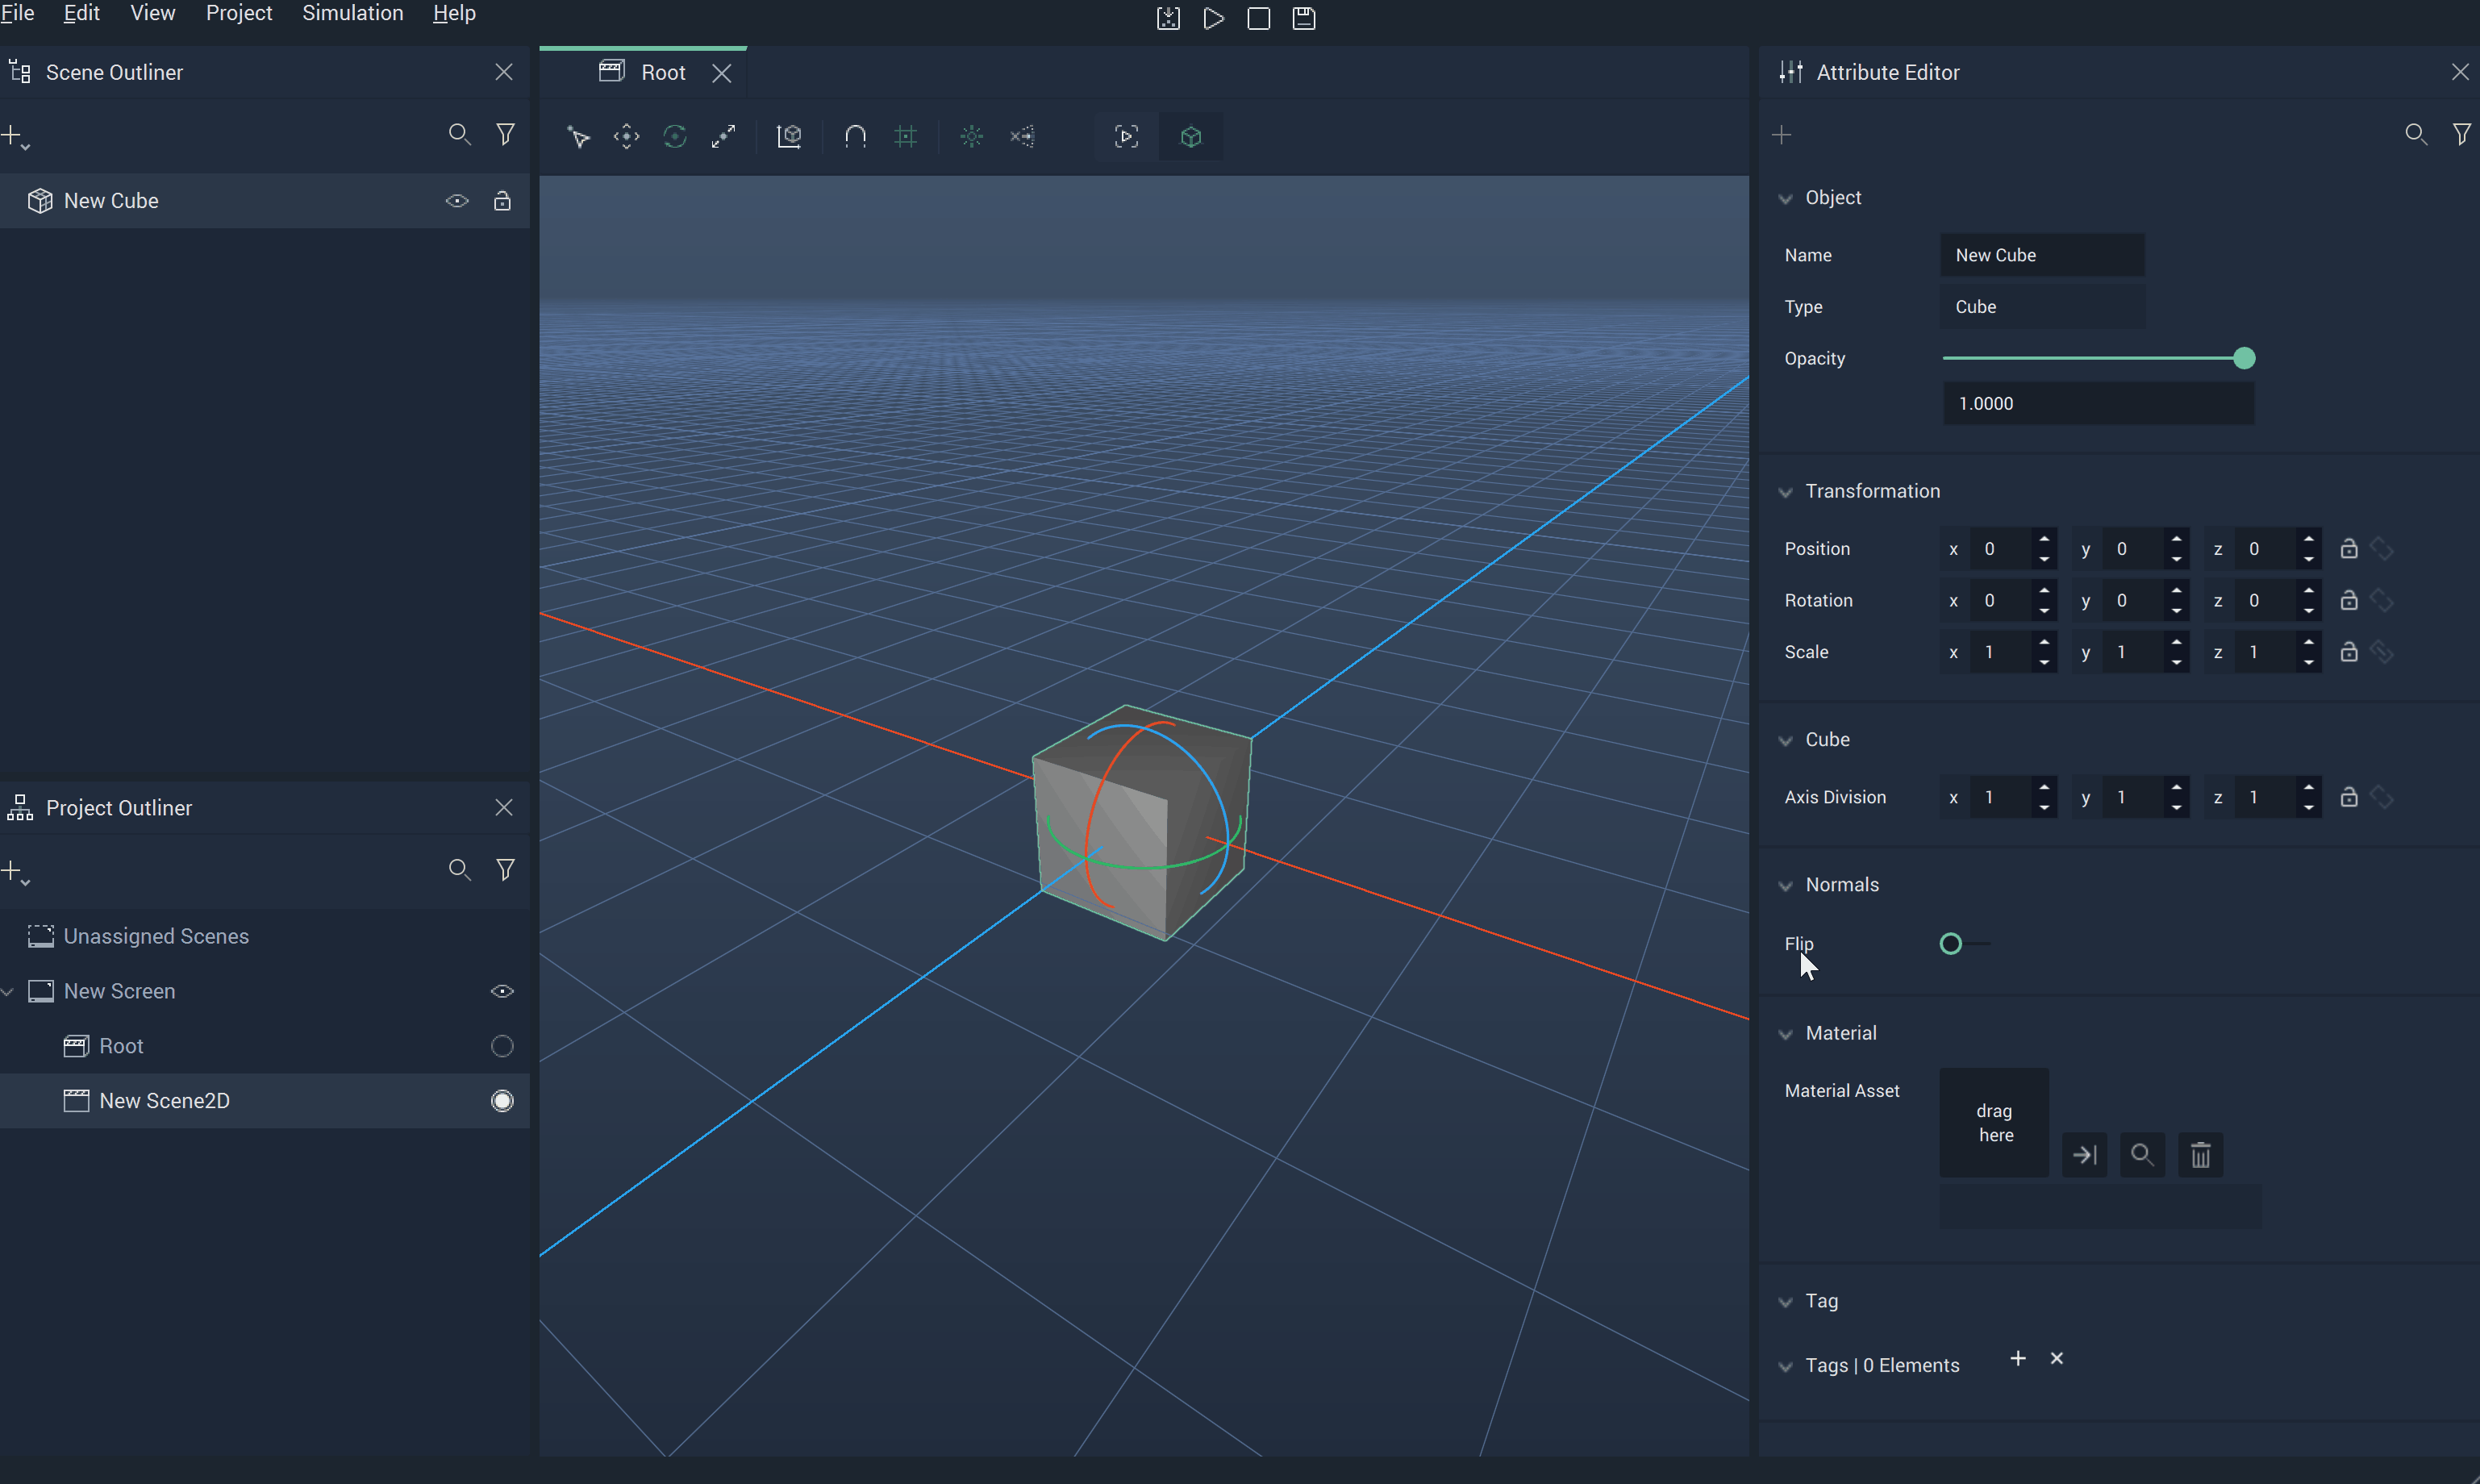 File Edit View Project Simulation Help
Scene Outliner
New Cube
Project Outliner
Unassigned Scenes
New Screen
Root
New Scene2D
Root
Attribute Editor
Object
Name New Cube
Type Cube
Opacity
1.0000
Transformation
Position x 0 y 0 z 0
Rotation x 0 y 0 z 0
Scale x 1 y 1 z 1
Cube
Axis Division x 1 y 1 z 1
Normals
Flip
Material
Material Asset
drag
here
Tag
Tags | 0 Elements